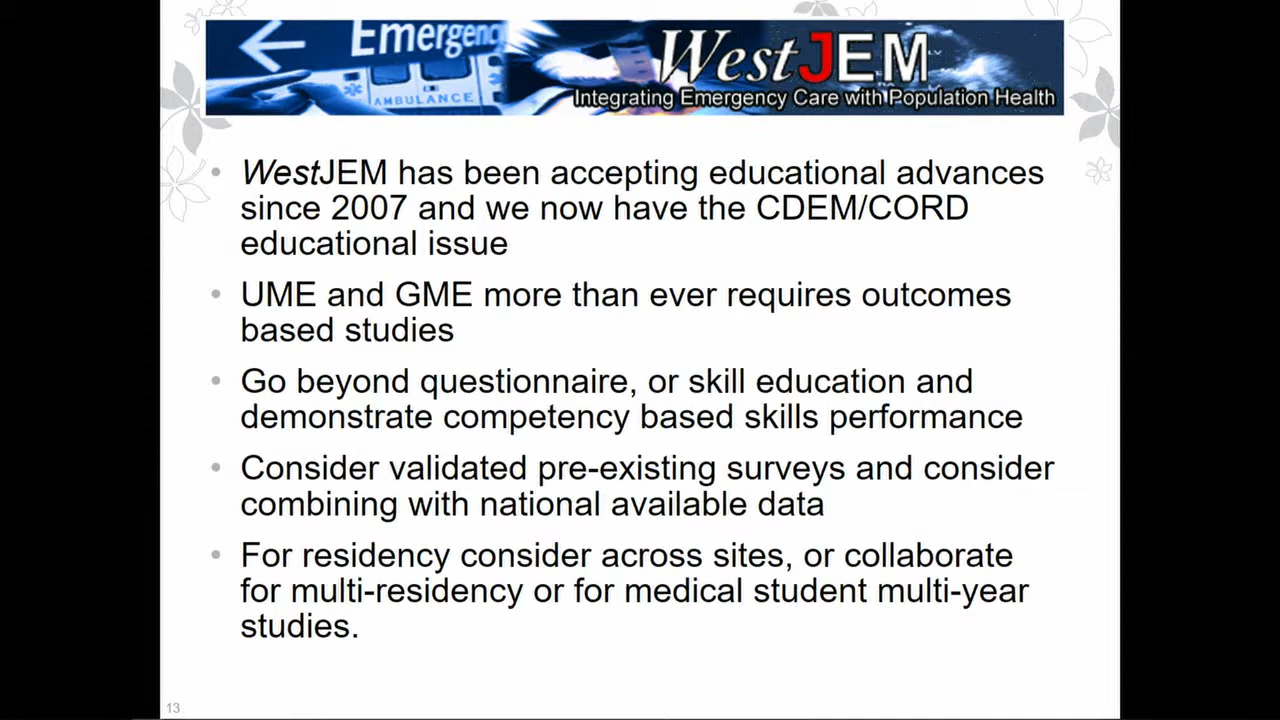 Emergenc
AMBULANCE
WestJEM
Integrating Emergency Care with Population Health
• WestJEM has been accepting educational advances
since 2007 and we now have the CDEM/CORD
educational issue
• UME and GME more than ever requires outcomes
based studies
• Go beyond questionnaire, or skill education and
demonstrate competency based skills performance
• Consider validated pre-existing surveys and consider
combining with national available data
• For residency consider across sites, or collaborate
for multi-residency or for medical student multi-year
studies.
13